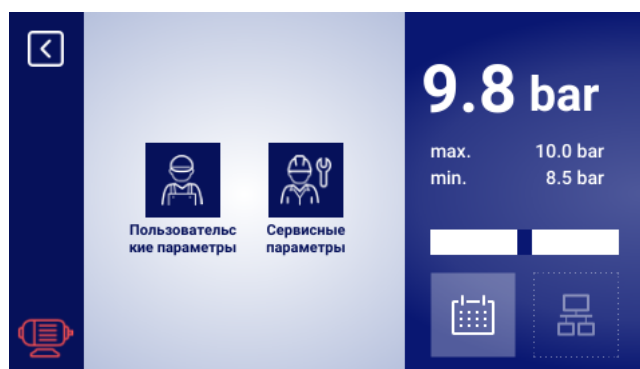 Пользовательс
кие параметры
Сервисные
параметры
9.8 bar
max. 10.0 bar
min. 8.5 bar